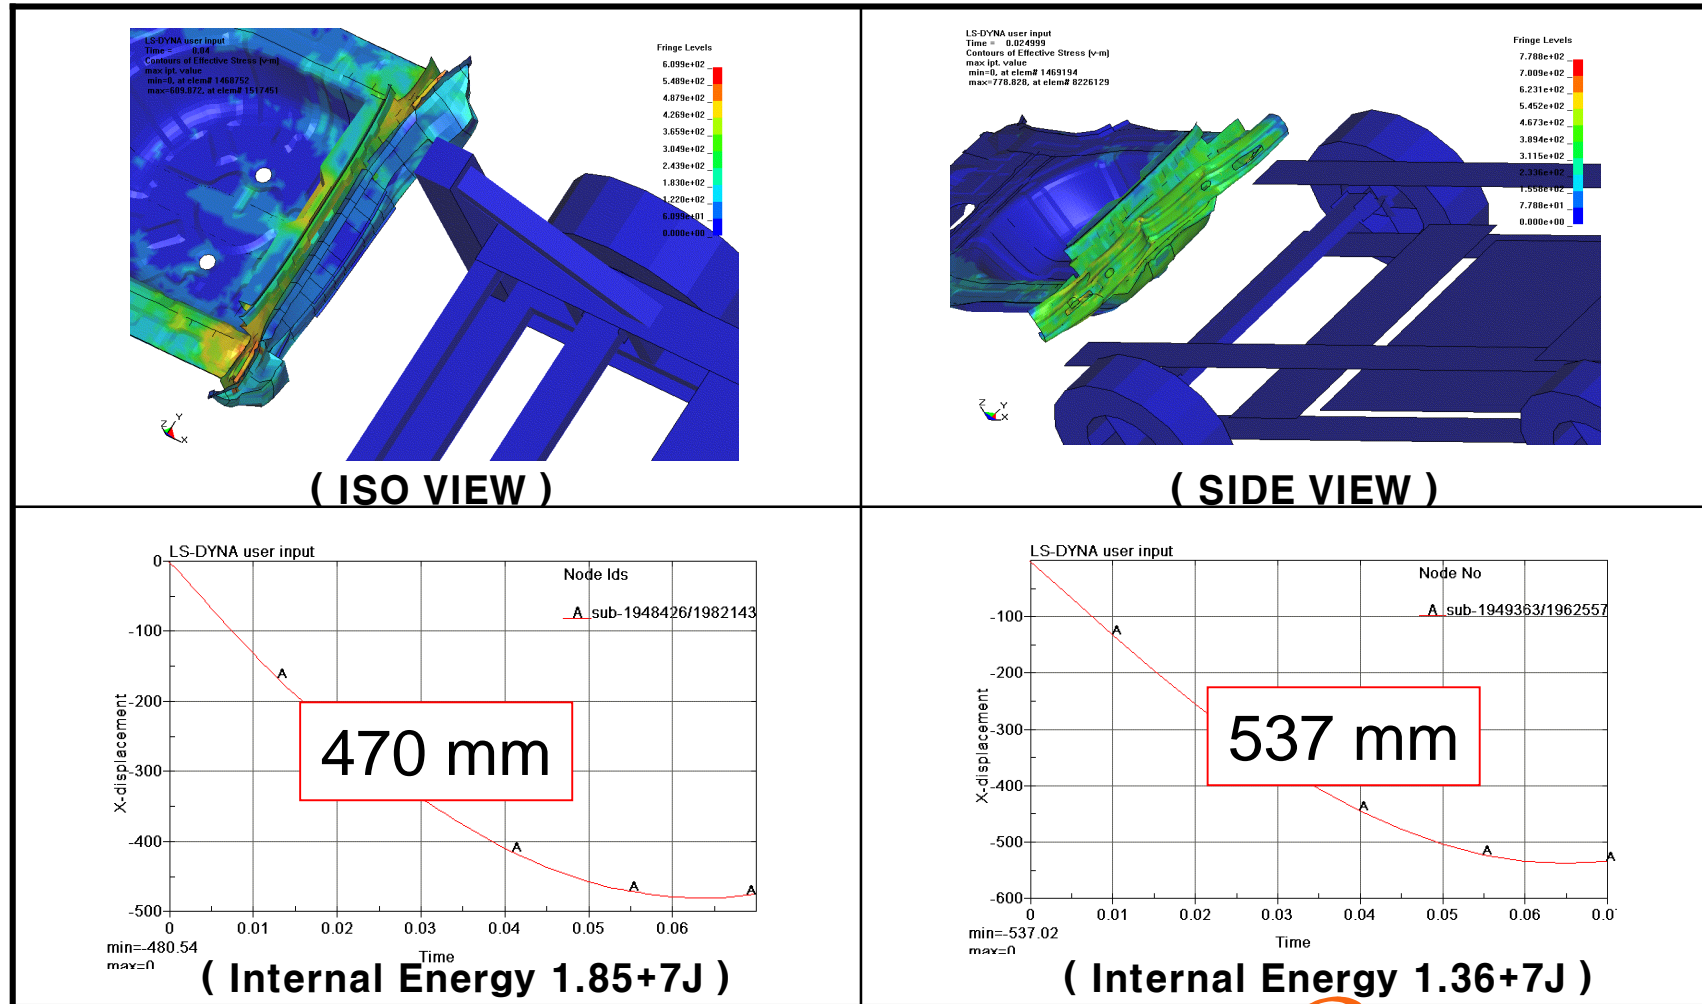 LS-DYNA user input
Time = 0.04
Contours of Effective Stress (v-m)
max ipt. value
min=0, at elem# 1468752
max=609.872, at elem# 1517451
Fringe Levels
6.099e+02
5.489e+02
4.879e+02
4.269e+02
3.659e+02
3.049e+02
2.439e+02
1.830e+02
1.220e+02
6.099e+01
0.000e+00
Z
Y
X
( ISO VIEW )
LS-DYNA user input
Time = 0.024999
Contours of Effective Stress (v-m)
max ipt. value
min=0, at elem# 1469194
max=778.828, at elem# 8226129
Fringe Levels
7.788e+02
7.009e+02
6.231e+02
5.452e+02
4.673e+02
3.894e+02
3.115e+02
2.336e+02
1.558e+02
7.788e+01
0.000e+00
Z
Y
X
( SIDE VIEW )
LS-DYNA user input
Node Ids
A sub-1948426/1982143
X-displacement
0
-100
-200
-300
-400
-500
A
A
A
A
470 mm
0 0.01 0.02 0.03 0.04 0.05 0.06
min=-480.54
max=0
Time
( Internal Energy 1.85+7J )
LS-DYNA user input
Node No
A sub-1949363/1962557
X-displacement
-100
-200
-300
-400
-500
-600
A
A
A
A
537 mm
0 0.01 0.02 0.03 0.04 0.05 0.06
min=-537.02
max=0
Time
( Internal Energy 1.36+7J )